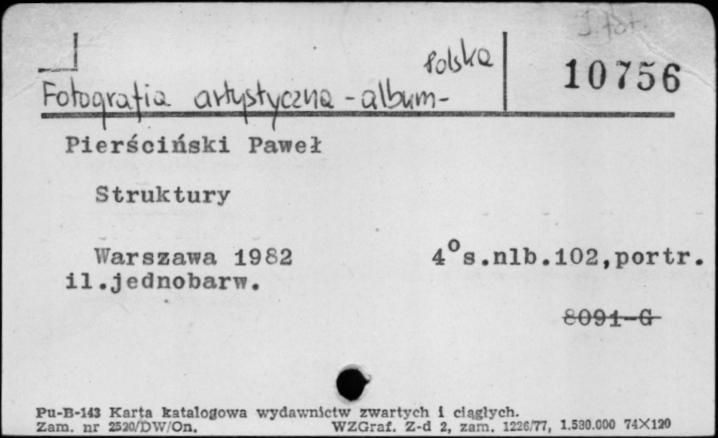 J. fot.
Polska
10756
Fotografia artystyczna - album -
Pierściński Paweł
Struktury
Warszawa 1982 4° s.nlb.102,portr.
il.jednobarw.
8091-G
Pu-B-143 Karta katalogowa wydawnictw zwartych i ciągłych.
Zam. nr 2520/DW/On. WZGraf. Z-d 2, zam. 1226/77, 1.530.000 74X120